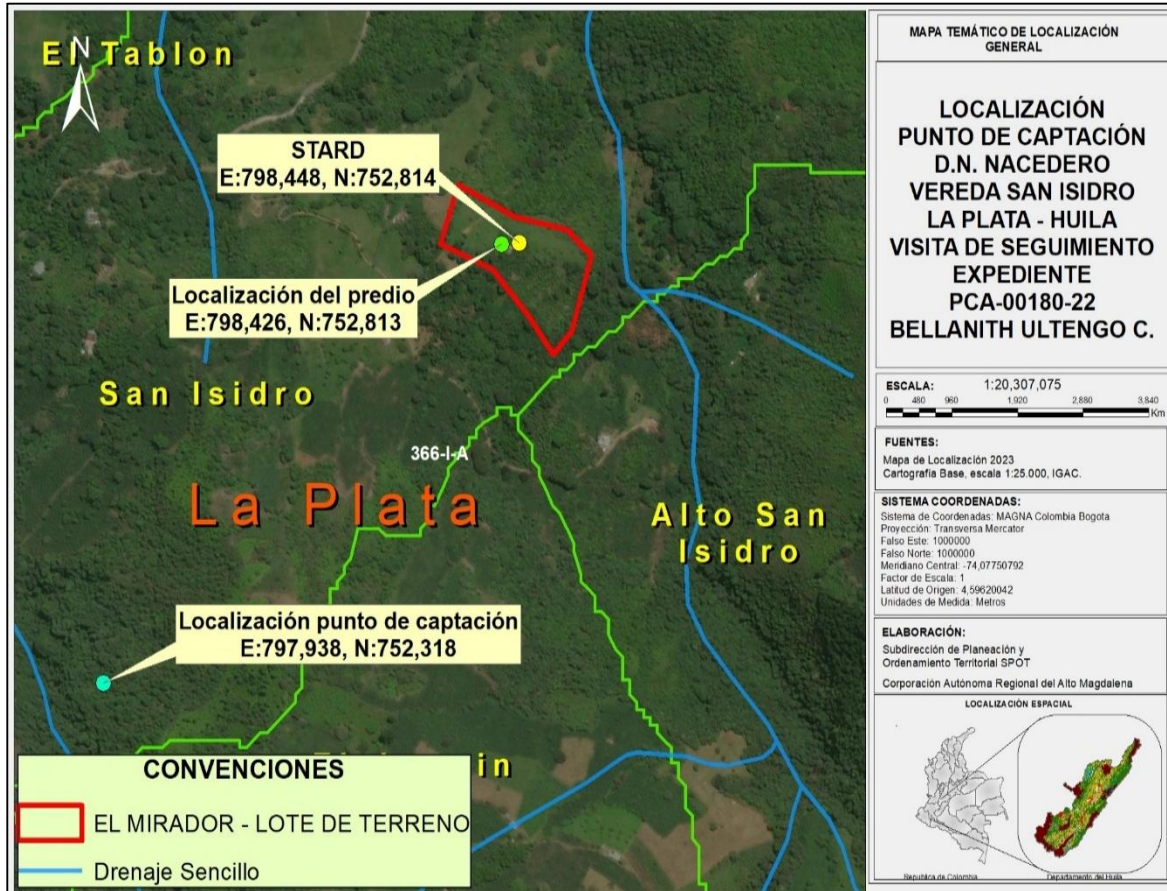 El Tablon
N
STARD
E:798,448, N:752,814
Localización del predio
E:798,426, N:752,813
San Isidro
366-I-A
La Plata
Alto San
Isidro
Localización punto de captación
E:797,938, N:752,318
in
CONVENCIONES
EL MIRADOR - LOTE DE TERRENO
Drenaje Sencillo
MAPA TEMÁTICO DE LOCALIZACIÓN
GENERAL
LOCALIZACIÓN
PUNTO DE CAPTACIÓN
D.N. NACEDERO
VEREDA SAN ISIDRO
LA PLATA - HUILA
VISITA DE SEGUIMIENTO
EXPEDIENTE
PCA-00180-22
BELLANITH ULTENGO C.
ESCALA: 1:20,307,075
0 480 960 1,920 2,880 3,840
Km
FUENTES:
Mapa de Localización 2023
Cartografía Base, escala 1:25.000, IGAC.
SISTEMA COORDENADAS:
Sistema de Coordenadas: MAGNA Colombia Bogota
Proyección: Transversa Mercator
Falso Este: 1000000
Falso Norte: 1000000
Meridiano Central: -74,07750792
Factor de Escala: 1
Latitud de Origen: 4,59620042
Unidades de Medida: Metros
ELABORACIÓN:
Subdirección de Planeación y
Ordenamiento Territorial SPOT
Corporación Autónoma Regional del Alto Magdalena
LOCALIZACIÓN ESPACIAL
Republica de Colombia
Departamento del Huila